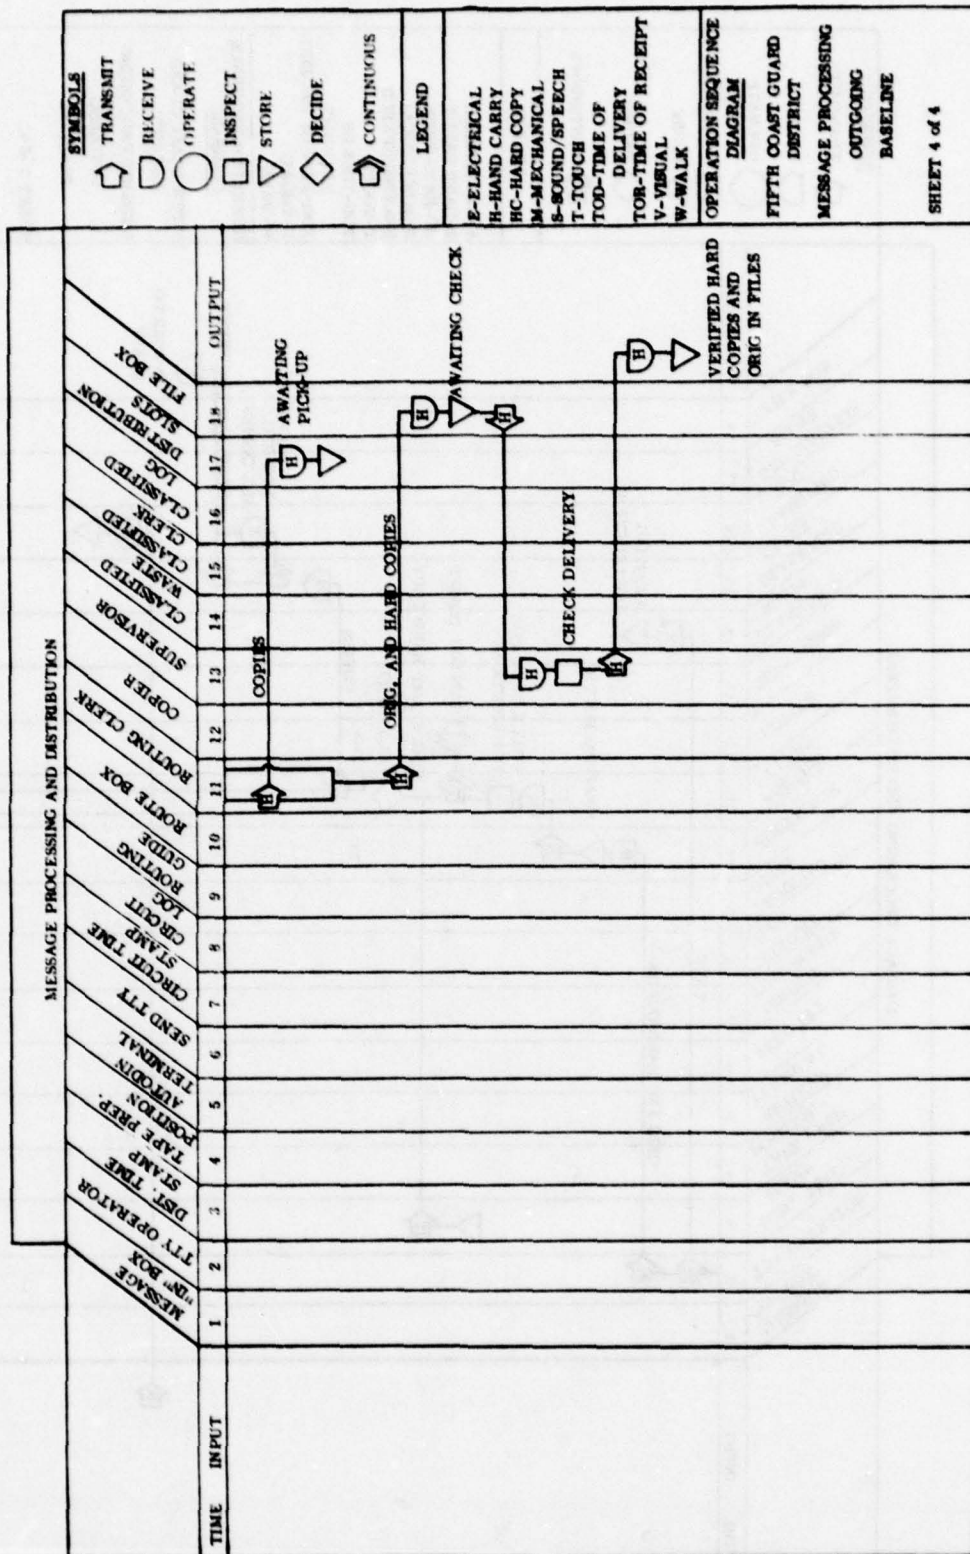 MESSAGE PROCESSING AND DISTRIBUTION
MESSAGE
"IN" BOX
TTY OPERATOR
DIST. TIME
STAMP
TAPE PREP.
POSITION
AUTODIN
TERMINAL
SEND TTY
CIRCUIT TIME
STAMP
CIRCUIT
LOG
ROUTING
GUIDE
ROUTE BOX
ROUTING CLERK
COPIER
SUPERVISOR
CLASSIFIED
WASTE
CLASSIFIED
CLERK
CLASSIFIED
LOG
DISTRIBUTION
SLOTS
FILE BOX
TIME INPUT 1 2 3 4 5 6 7 8 9 10 11 12 13 14 15 16 17 18 OUTPUT
COPIES
H
H
AWAITING
PICK-UP
ORIG, AND HARD COPIES
H
H
AWAITING CHECK
H
H
CHECK DELIVERY
H
H
VERIFIED HARD
COPIES AND
ORIG IN FILES
SYMBOLS
TRANSMIT
RECEIVE
OPERATE
INSPECT
STORE
DECIDE
CONTINUOUS
LEGEND
E-ELECTRICAL
H-HAND CARY
HC-HARD COPY
M-MECHANICAL
S-SOUND/SPEECH
T-TOUCH
TOD-TIME OF
DELIVERY
TOR-TIME OF RECEIPT
V-VISUAL
W-WALK
OPERATION SEQUENCE
DIAGRAM
FIFTH COAST GUARD
DISTRICT
MESSAGE PROCESSING
OUTGOING
BASELINE
SHEET 4 of 4